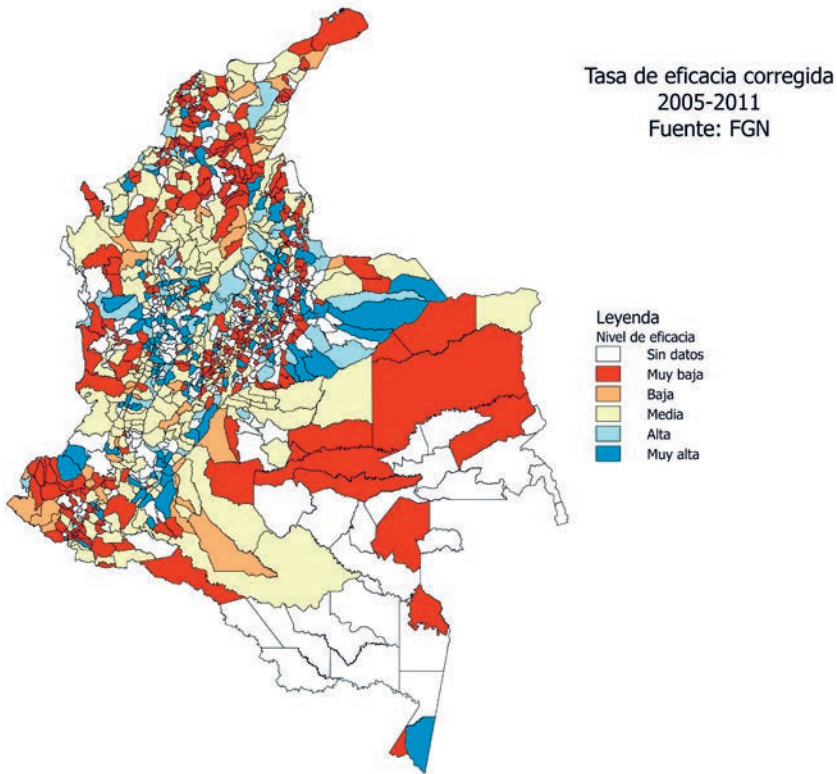 Tasa de eficacia corregida
2005-2011
Fuente: FGN
Leyenda
Nivel de eficacia
Sin datos
Muy baja
Baja
Media
Alta
Muy alta